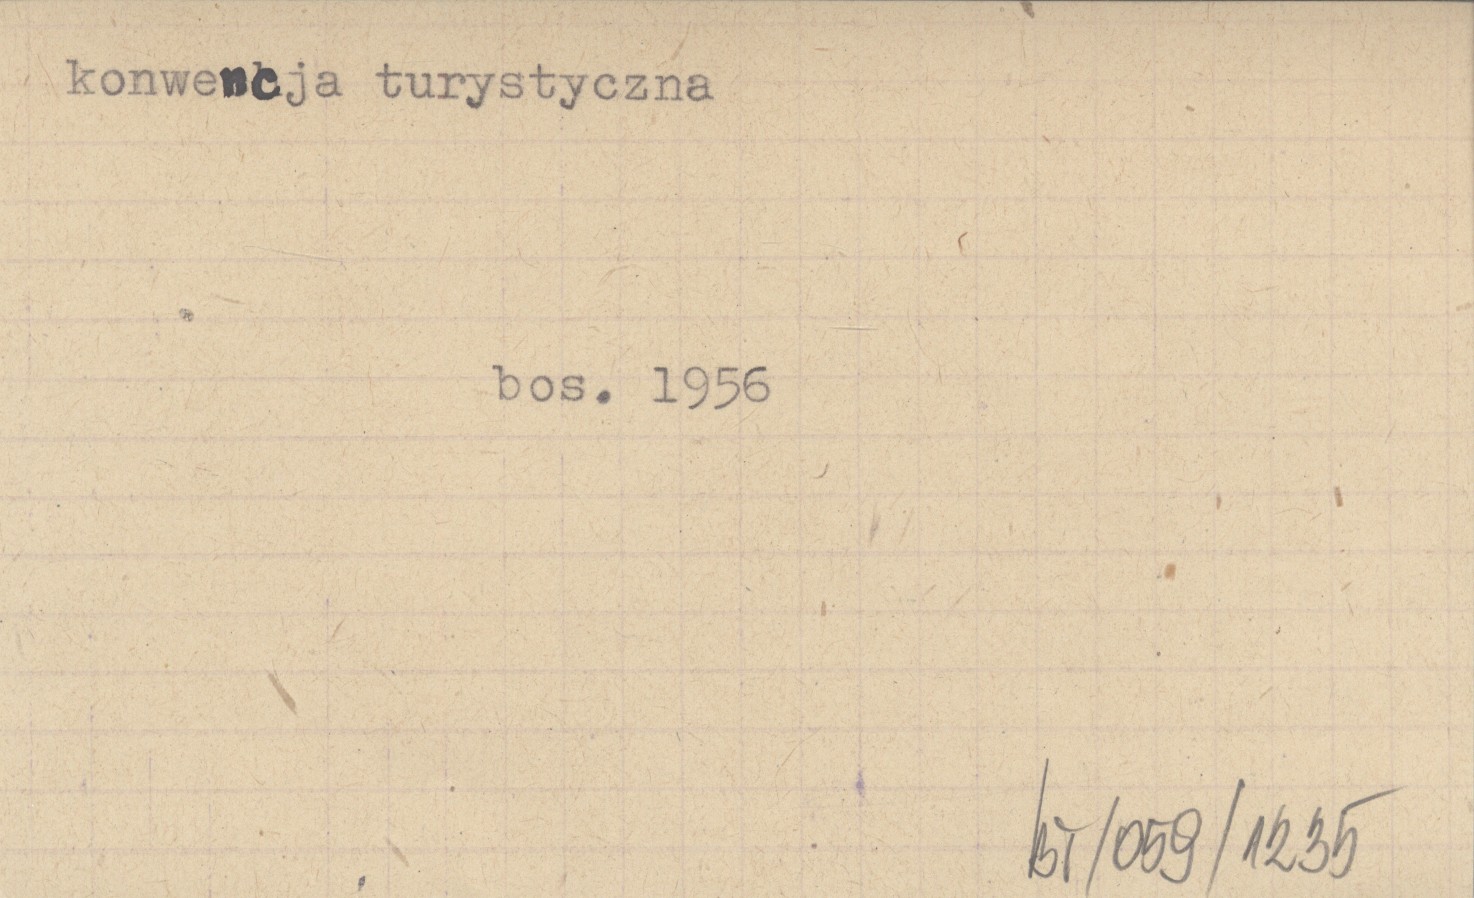 konwencja turystyczna
bos. 1956
BT/059/1235